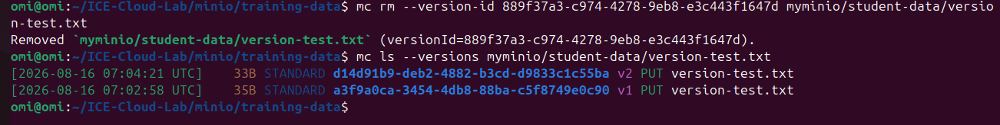 omi@omi:~/ICE-Cloud-Lab/minio/training-data$ mc rm --version-id 889f37a3-c974-4278-9eb8-e3c443f1647d myminio/student-data/versio
n-test.txt
Removed `myminio/student-data/version-test.txt` (versionId=889f37a3-c974-4278-9eb8-e3c443f1647d).
omi@omi:~/ICE-Cloud-Lab/minio/training-data$ mc ls --versions myminio/student-data/version-test.txt
[2026-08-16 07:04:21 UTC]    33B STANDARD d14d91b9-deb2-4882-b3cd-d9833c1c55ba v2 PUT version-test.txt
[2026-08-16 07:02:58 UTC]    35B STANDARD a3f9a0ca-3454-4db8-88ba-c5f8749e0c90 v1 PUT version-test.txt
omi@omi:~/ICE-Cloud-Lab/minio/training-data$